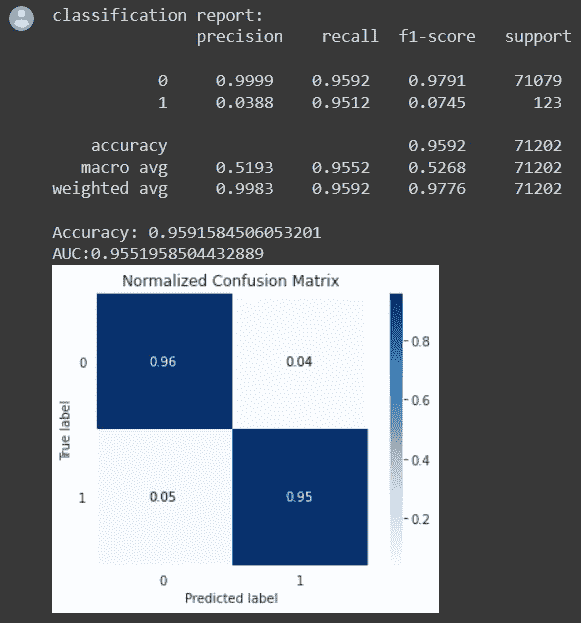 classification report:
precision recall f1-score support
0 0.9999 0.9592 0.9791 71079
1 0.0388 0.9512 0.0745 123
accuracy 0.9592 71202
macro avg 0.5193 0.9552 0.5268 71202
weighted avg 0.9983 0.9592 0.9776 71202
Accuracy: 0.9591584506053201
AUC:0.9551958504432889
Normalized Confusion Matrix
0 0.96 0.04
1 0.05 0.95
0 1
True label
Predicted label
0.8
0.6
0.4
0.2